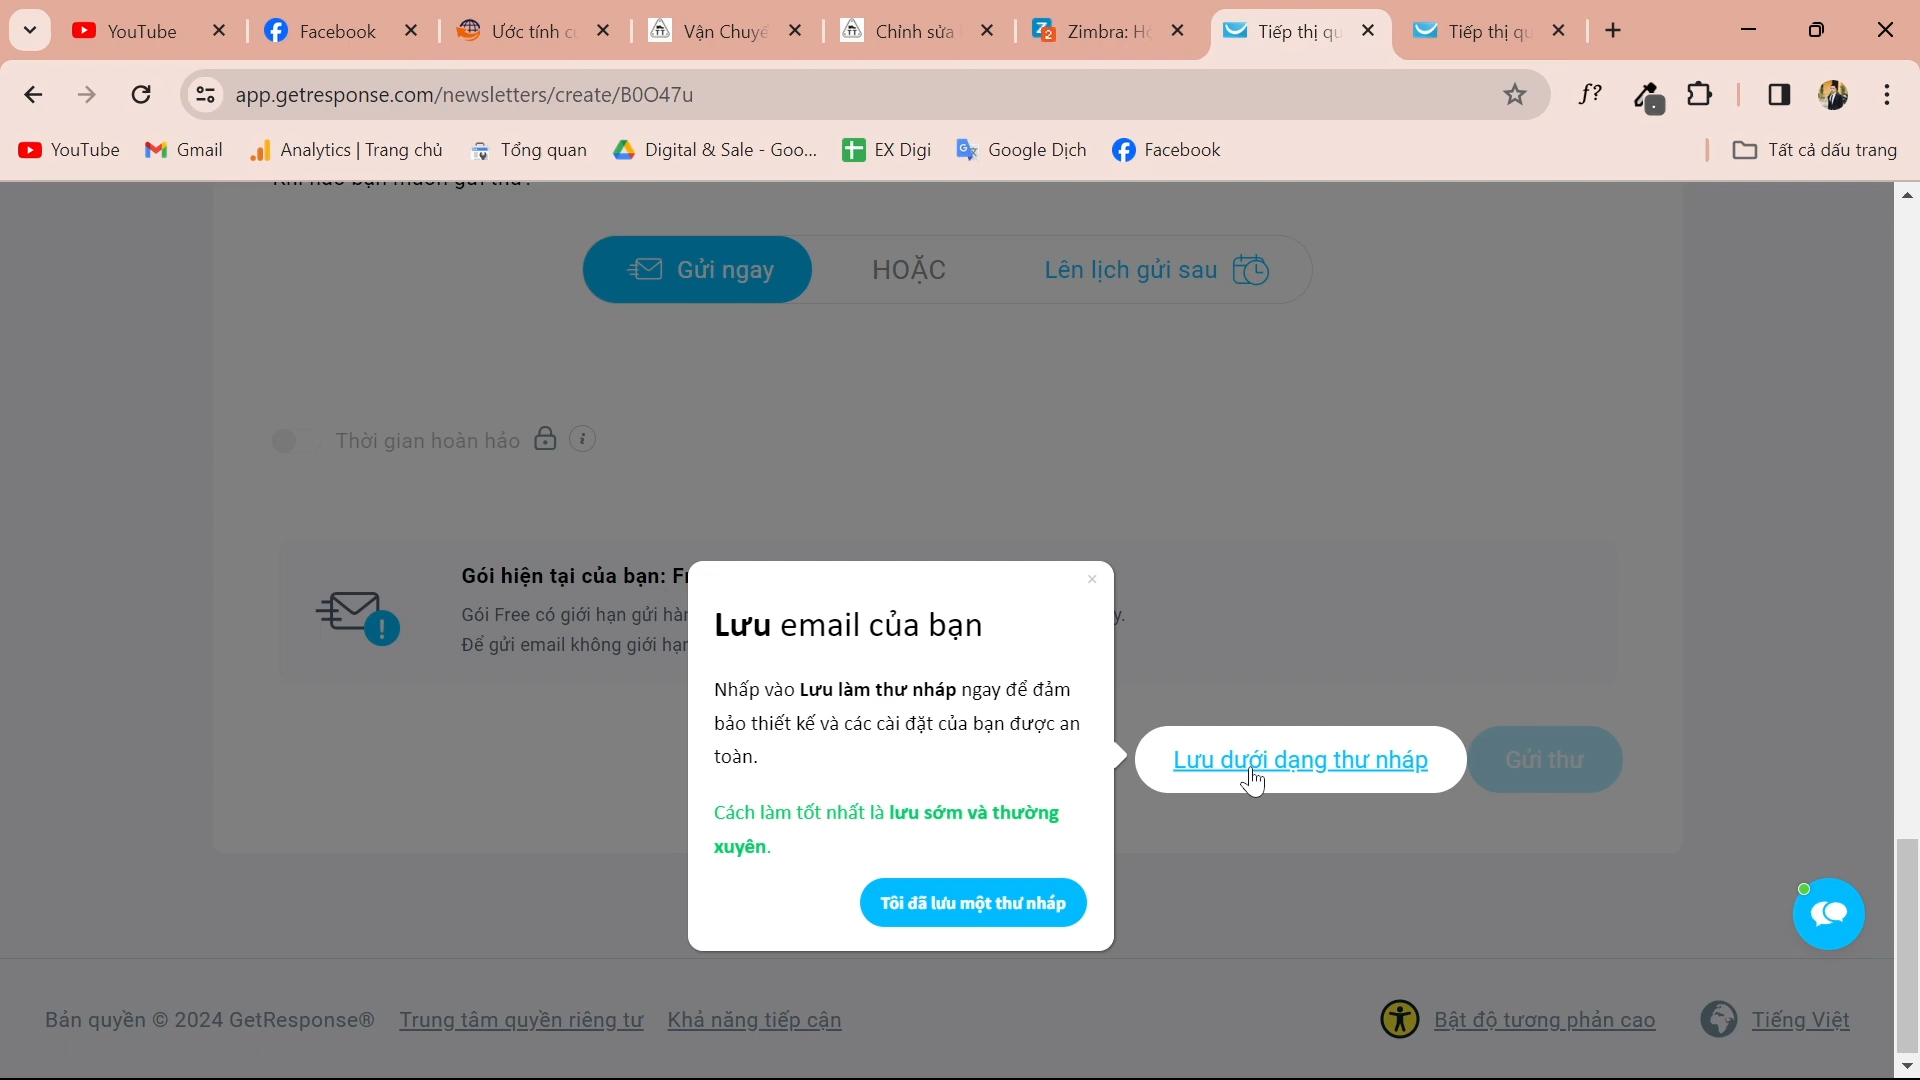 YouTube
Facebook
Ước tính c
Vận Chuyể
Chỉnh sửa
Zimbra: Hộ
Tiếp thị qu
Tiếp thị qu
app.getresponse.com/newsletters/create/B0O47u
f?
YouTube
Gmail
Analytics | Trang chủ
Tổng quan
Digital & Sale - Goo...
EX Digi
Google Dịch
Facebook
Tất cả dấu trang
Gửi ngay
HOẶC
Lên lịch gửi sau
Thời gian hoàn hảo
Gói hiện tại của bạn: Fr
Gói Free có giới hạn gửi hàn
y.
Để gửi email không giới hạn
Lưu email của bạn
Nhấp vào Lưu làm thư nháp ngay để đảm
bảo thiết kế và các cài đặt của bạn được an
toàn.
Cách làm tốt nhất là lưu sớm và thường
xuyên.
Tôi đã lưu một thư nháp
Lưu dưới dạng thư nháp
Gửi thư
Bản quyền © 2024 GetResponse®
Trung tâm quyền riêng tư
Khả năng tiếp cận
Bật độ tương phản cao
Tiếng Việt